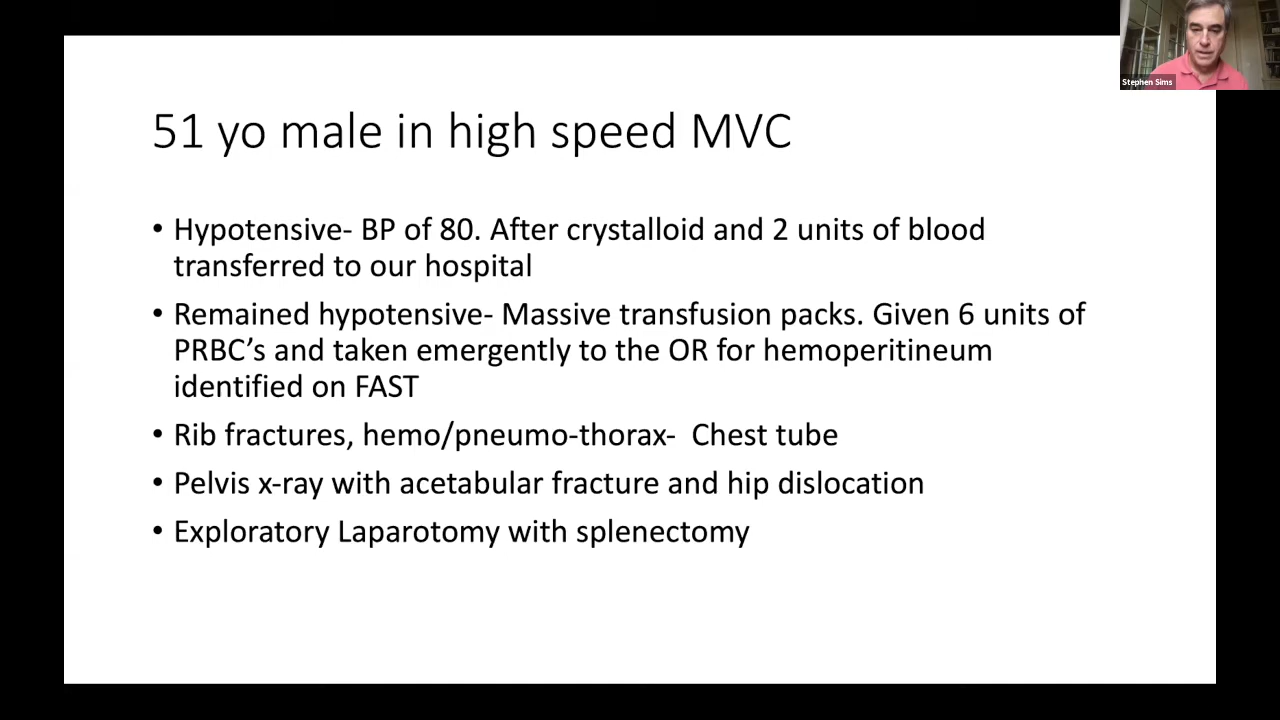 Stephen Sims
51 yo male in high speed MVC
• Hypotensive- BP of 80. After crystalloid and 2 units of blood
transferred to our hospital
• Remained hypotensive- Massive transfusion packs. Given 6 units of
PRBC’s and taken emergently to the OR for hemoperitineum
identified on FAST
• Rib fractures, hemo/pneumo-thorax-  Chest tube
• Pelvis x-ray with acetabular fracture and hip dislocation
• Exploratory Laparotomy with splenectomy